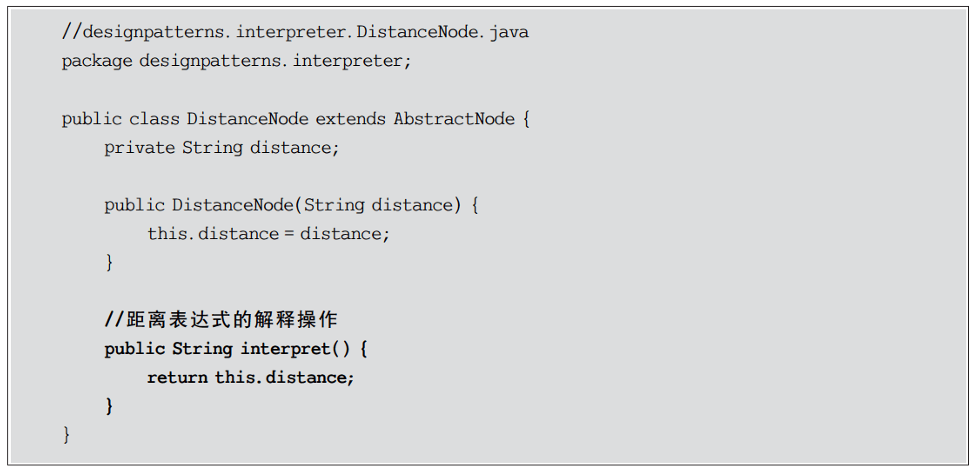 //designpatterns.interpreter.DistanceNode.java
package designpatterns.interpreter;

public class DistanceNode extends AbstractNode {
    private String distance;

    public DistanceNode(String distance) {
        this.distance = distance;
    }

    //距离表达式的解释操作
    public String interpret() {
        return this.distance;
    }
}